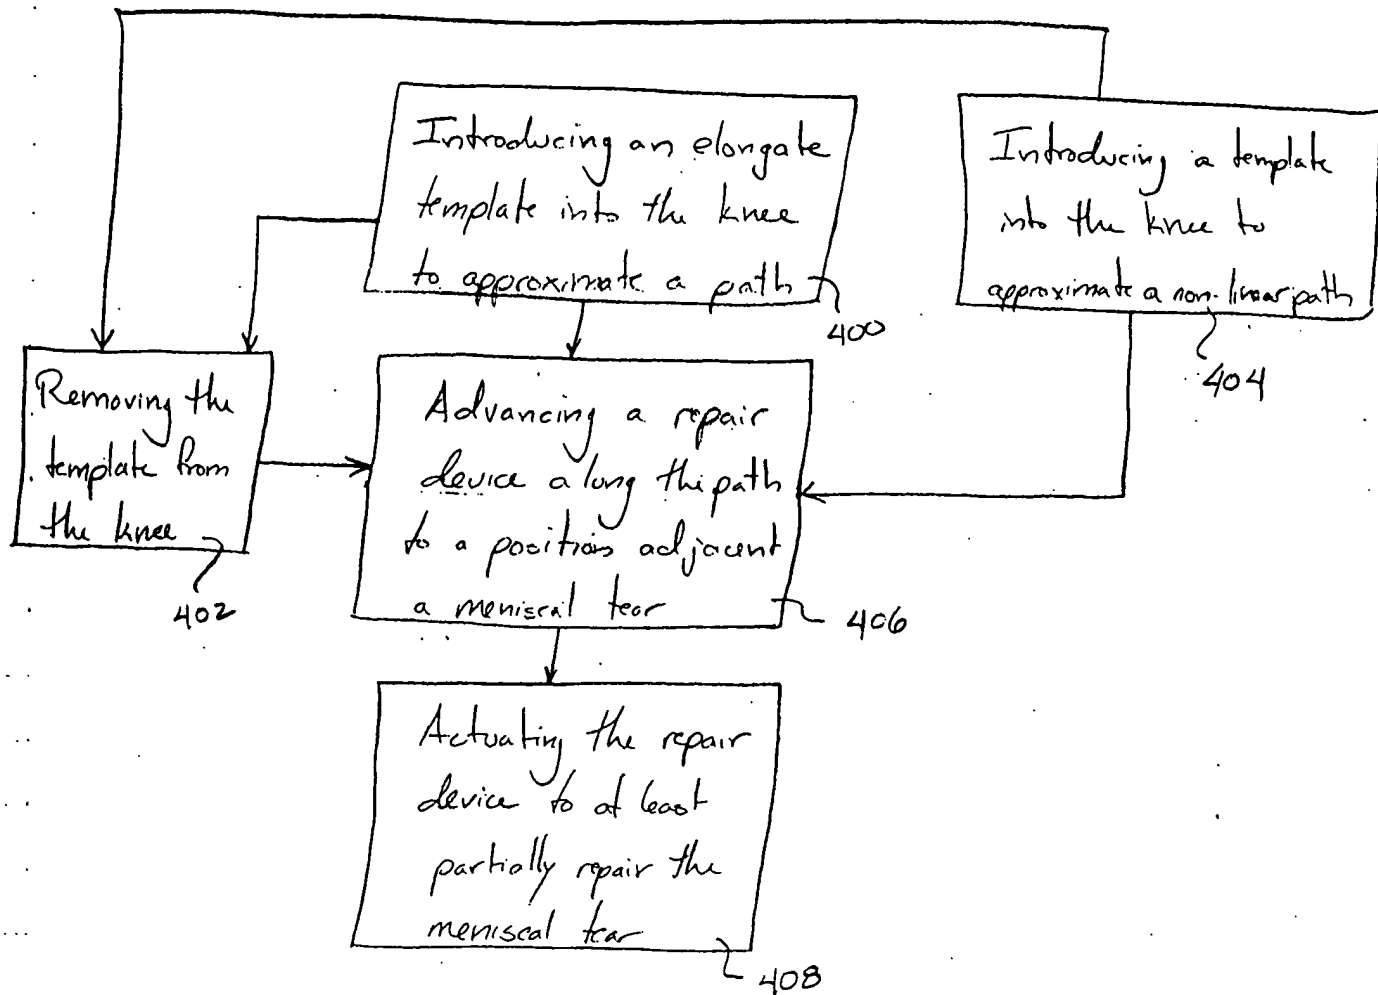 Introducing an elongate
template into the knee
to approximate a path
400
Introducing a template
into the knee to
approximate a non-linear path
404
Removing the
template from
the knee
402
Advancing a repair
device along the path
to a position adjacent
a meniscal tear
406
Actuating the repair
device to at least
partially repair the
meniscal tear
408